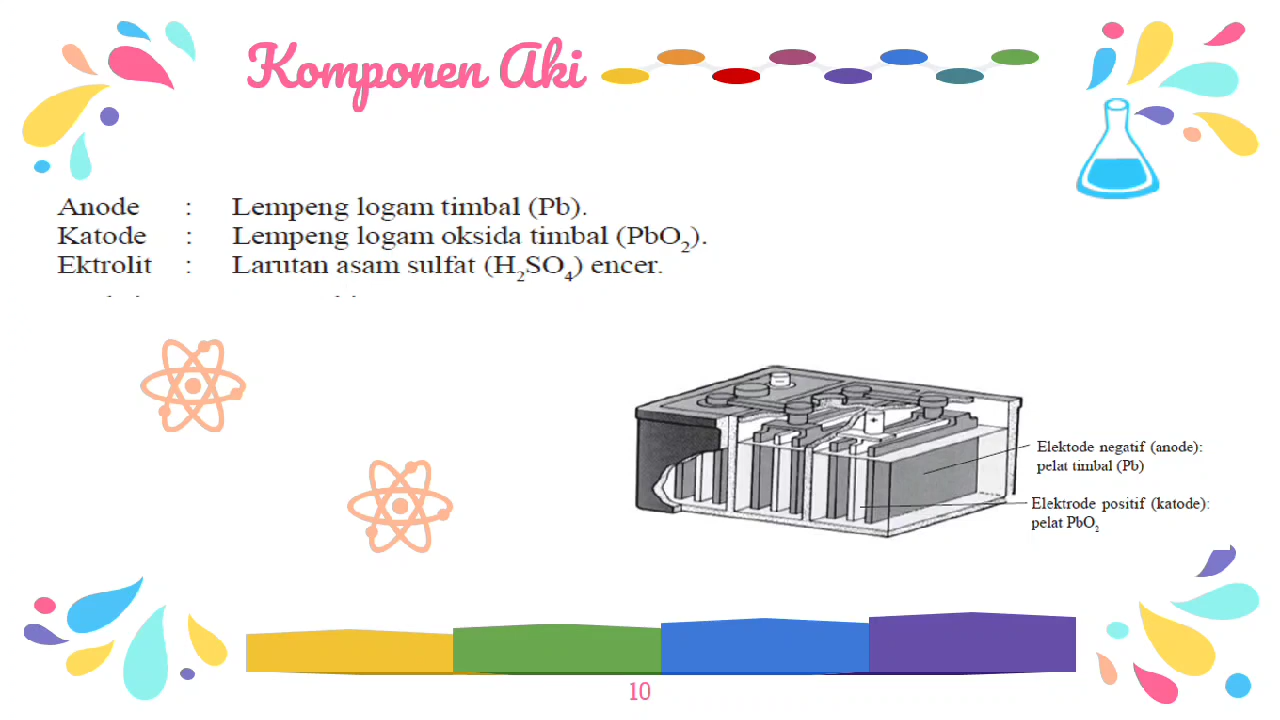 Komponen Aki
Anode : Lempeng logam timbal (Pb).
Katode : Lempeng logam oksida timbal (PbO₂).
Ektrolit : Larutan asam sulfat (H₂SO₄) encer.
Elektode negatif (anode):
pelat timbal (Pb)
Elektrode positif (katode):
pelat PbO₂
10